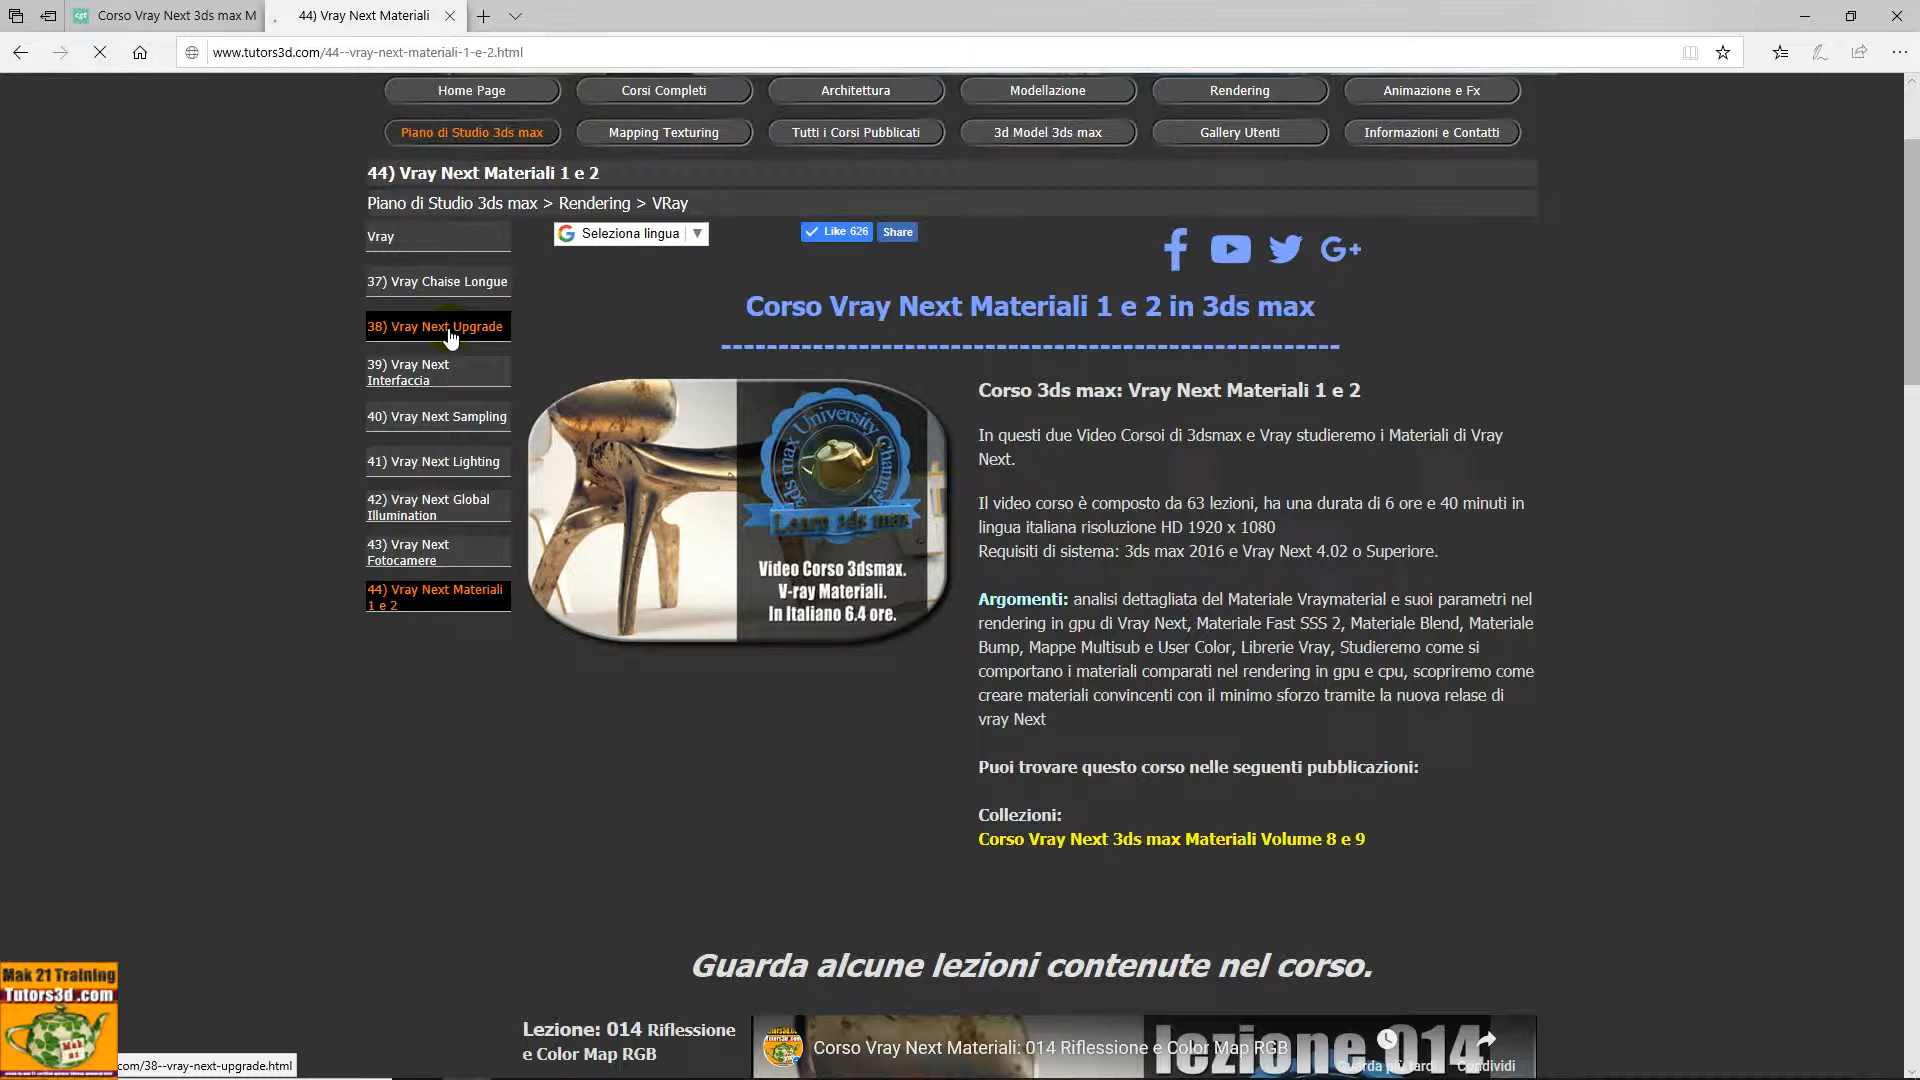 Corso Vray Next 3ds max M
44) Vray Next Materiali
www.tutors3d.com/44--vray-next-materiali-1-e-2.html
Home Page
Corsi Completi
Architettura
Modellazione
Rendering
Animazione e Fx
Piano di Studio 3ds max
Mapping Texturing
Tutti i Corsi Pubblicati
3d Model 3ds max
Gallery Utenti
Informazioni e Contatti
44) Vray Next Materiali 1 e 2
Piano di Studio 3ds max > Rendering > VRay
Vray
37) Vray Chaise Longue
38) Vray Next Upgrade
39) Vray Next
Interfaccia
40) Vray Next Sampling
41) Vray Next Lighting
42) Vray Next Global
Illumination
43) Vray Next
Fotocamere
44) Vray Next Materiali
1 e 2
Seleziona lingua
Like 626
Share
Corso Vray Next Materiali 1 e 2 in 3ds max
------------------------------------------------------
3ds max University Channel
Learn 3ds max
Video Corso 3dsmax.
V-ray Materiali.
In Italiano 6.4 ore.
Corso 3ds max: Vray Next Materiali 1 e 2
In questi due Video Corsoi di 3dsmax e Vray studieremo i Materiali di Vray
Next.
Il video corso è composto da 63 lezioni, ha una durata di 6 ore e 40 minuti in
lingua italiana risoluzione HD 1920 x 1080
Requisiti di sistema: 3ds max 2016 e Vray Next 4.02 o Superiore.
Argomenti: analisi dettagliata del Materiale Vraymaterial e suoi parametri nel
rendering in gpu di Vray Next, Materiale Fast SSS 2, Materiale Blend, Materiale
Bump, Mappe Multisub e User Color, Librerie Vray, Studieremo come si
comportano i materiali comparati nel rendering in gpu e cpu, scopriremo come
creare materiali convincenti con il minimo sforzo tramite la nuova relase di
vray Next
Puoi trovare questo corso nelle seguenti pubblicazioni:
Collezioni:
Corso Vray Next 3ds max Materiali Volume 8 e 9
Guarda alcune lezioni contenute nel corso.
Lezione: 014 Riflessione
e Color Map RGB
Corso Vray Next Materiali: 014 Riflessione e Color Map RGB
lezione 014
Guarda più tardi
Condividi
Mak 21 Training
Tutors3d .com
Mak
21
com/38--vray-next-upgrade.html